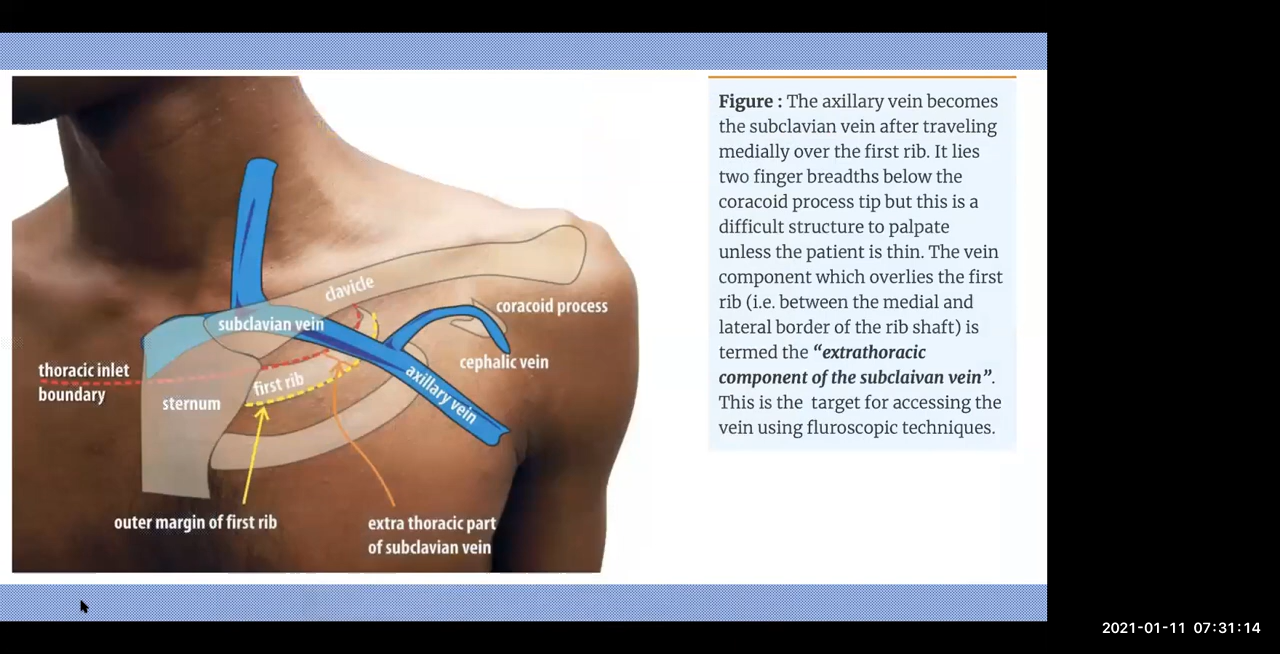 clavicle
coracoid process
subclavian vein
cephalic vein
thoracic inlet
boundary
first rib
sternum
axillary vein
outer margin of first rib
extra thoracic part
of subclavian vein
Figure : The axillary vein becomes
the subclavian vein after traveling
medially over the first rib. It lies
two finger breadths below the
coracoid process tip but this is a
difficult structure to palpate
unless the patient is thin. The vein
component which overlies the first
rib (i.e. between the medial and
lateral border of the rib shaft) is
termed the “extrathoracic
component of the subclaivan vein”.
This is the  target for accessing the
vein using fluroscopic techniques.
2021-01-11 07:31:14